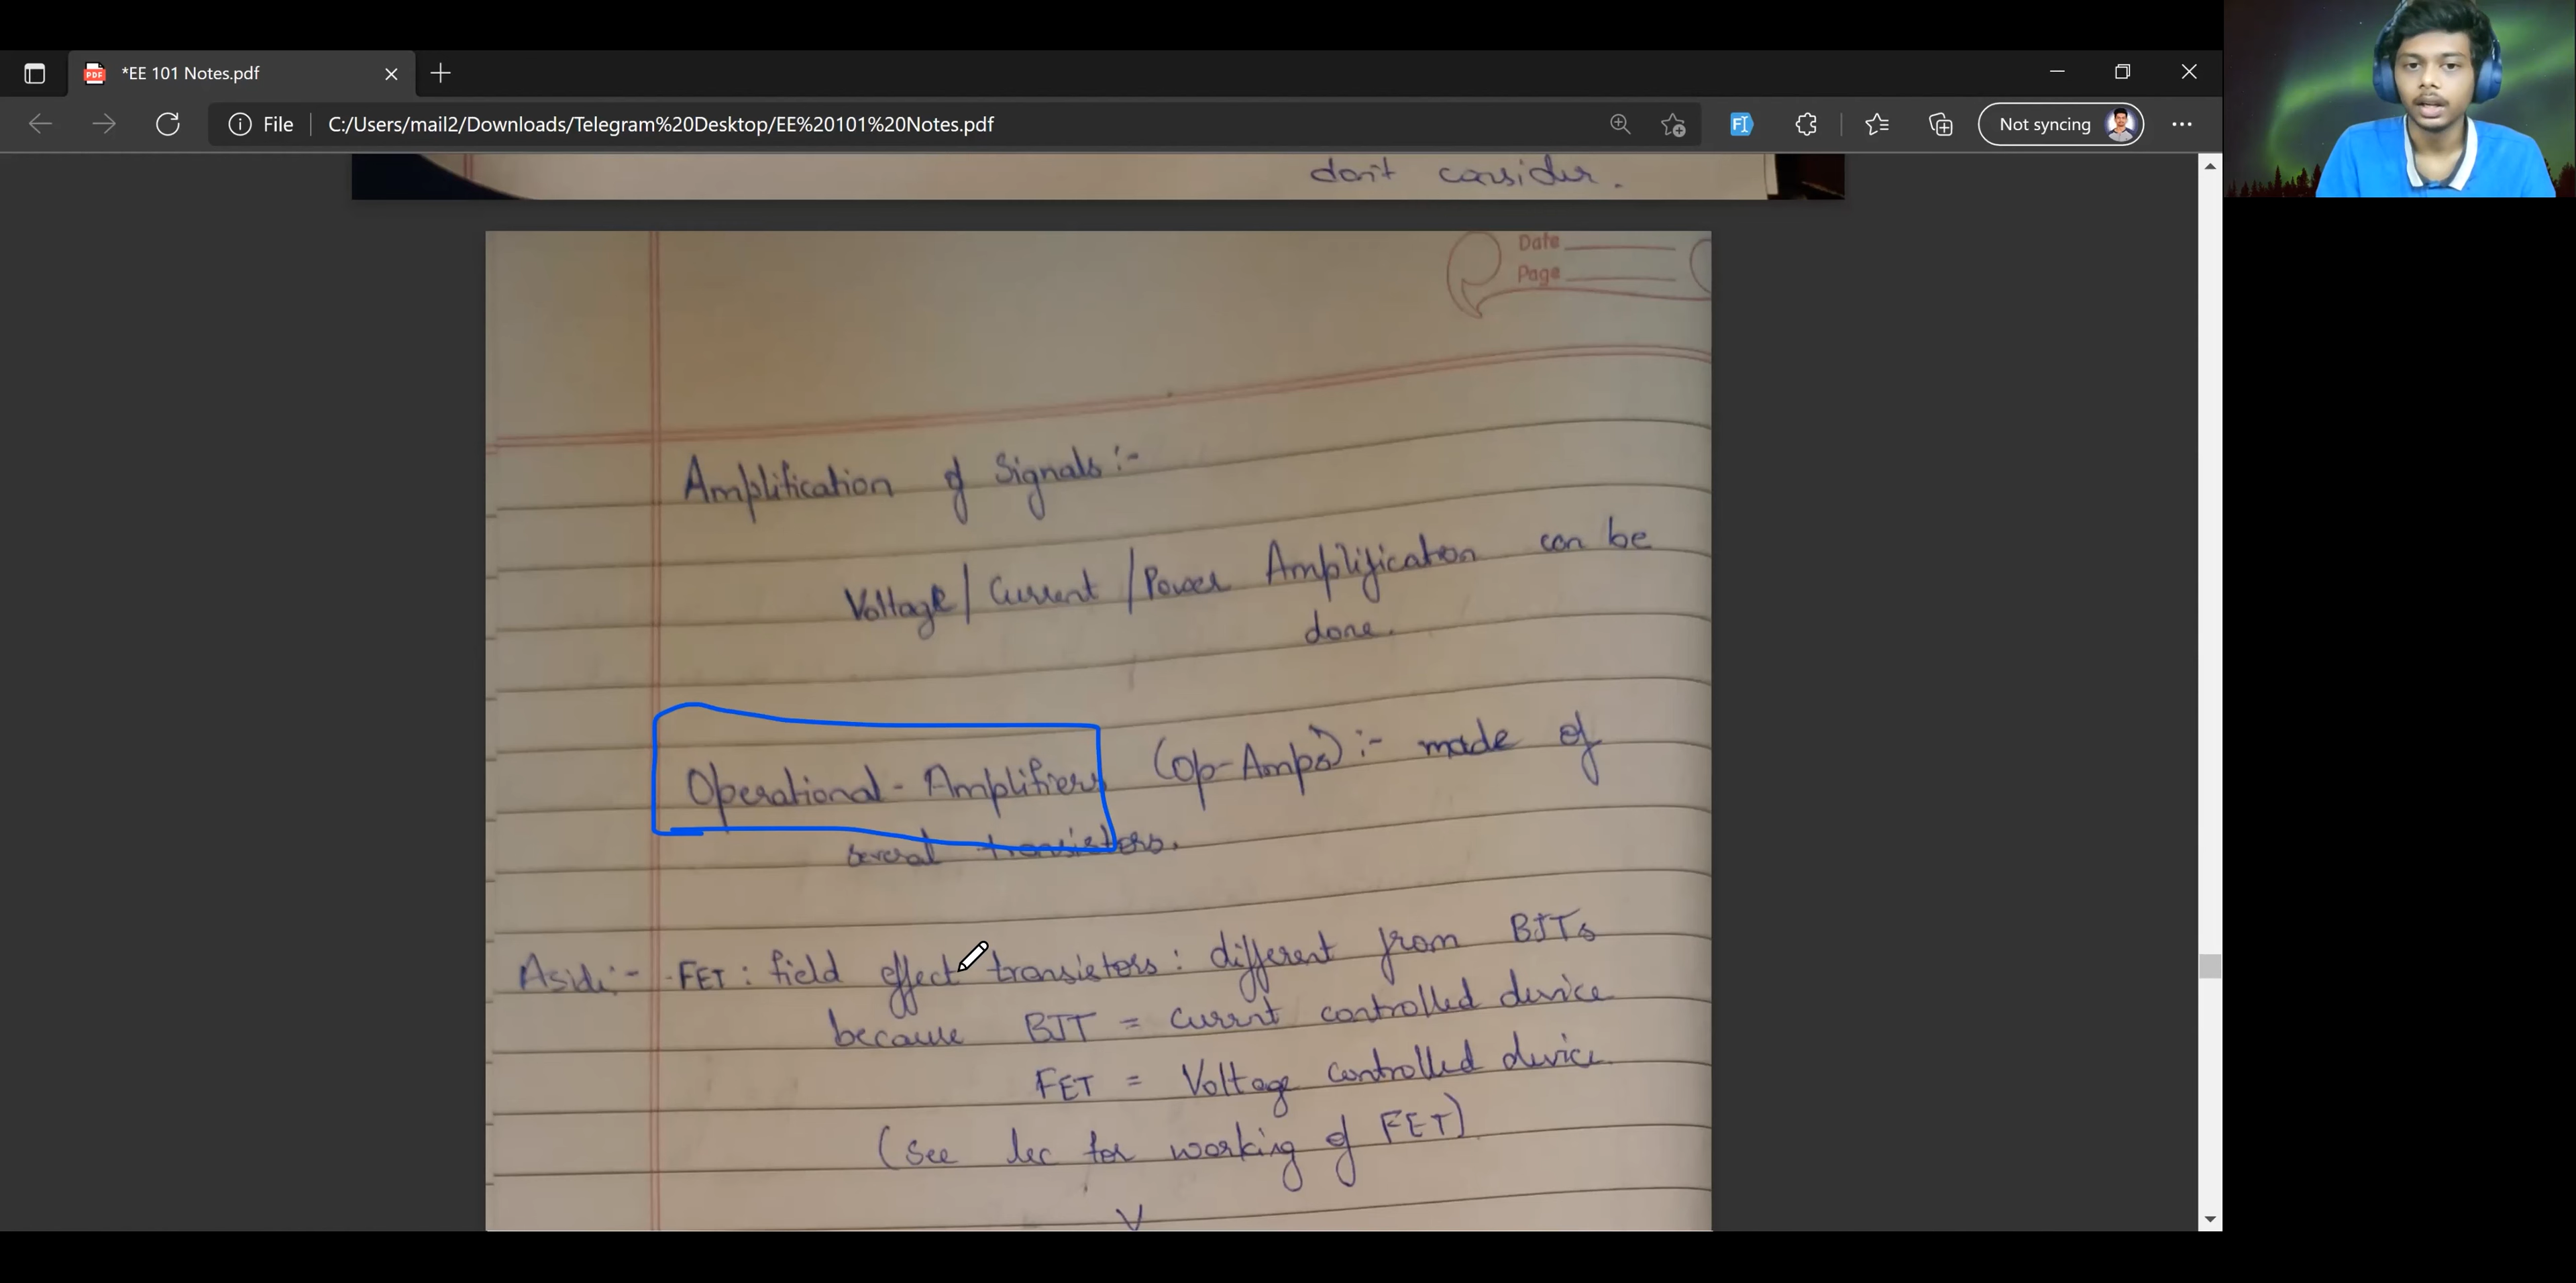 *EE 101 Notes.pdf
File
C:/Users/mail2/Downloads/Telegram%20Desktop/EE%20101%20Notes.pdf
Not syncing
don't consider.
Date
Page
Amplification of Signals :-
Voltage / Current / Power Amplification can be
done.
Operational - Amplifiers (Op-Amps) :- made of
several transistors.
Aside :- FET : field effect transistors : different from BJTs
because BJT = Current controlled device
FET = Voltage controlled device
(See lec for working of FET)
V